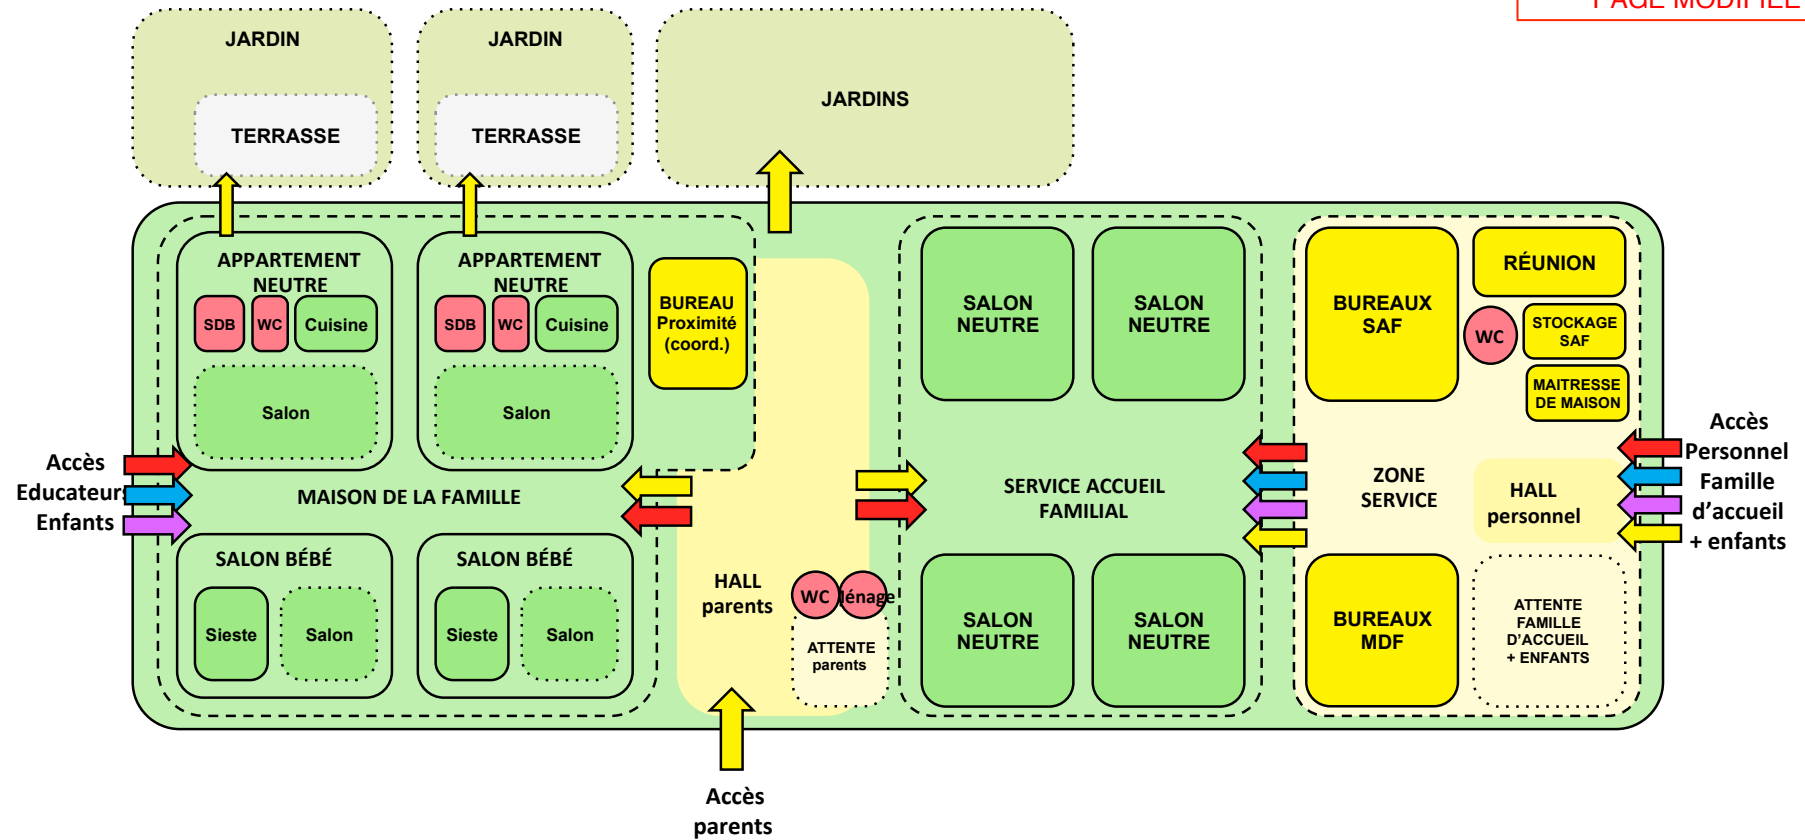 PAGE MODIFIÉE
JARDIN
JARDIN
JARDINS
TERRASSE
TERRASSE
APPARTEMENT
NEUTRE
SDB
WC
Cuisine
Salon
APPARTEMENT
NEUTRE
SDB
WC
Cuisine
Salon
BUREAU
Proximité
(coord.)
SALON
NEUTRE
SALON
NEUTRE
BUREAUX
SAF
RÉUNION
WC
STOCKAGE
SAF
MAITRESSE
DE MAISON
Accès
Educateurs
Enfants
MAISON DE LA FAMILLE
SERVICE ACCUEIL
FAMILIAL
ZONE
SERVICE
HALL
personnel
Accès
Personnel
Famille
d'accueil
+ enfants
SALON BÉBÉ
Sieste
Salon
SALON BÉBÉ
Sieste
Salon
HALL
parents
WC
lénage
ATTENTE
parents
SALON
NEUTRE
SALON
NEUTRE
BUREAUX
MDF
ATTENTE
FAMILLE
D'ACCUEIL
+ ENFANTS
Accès
parents